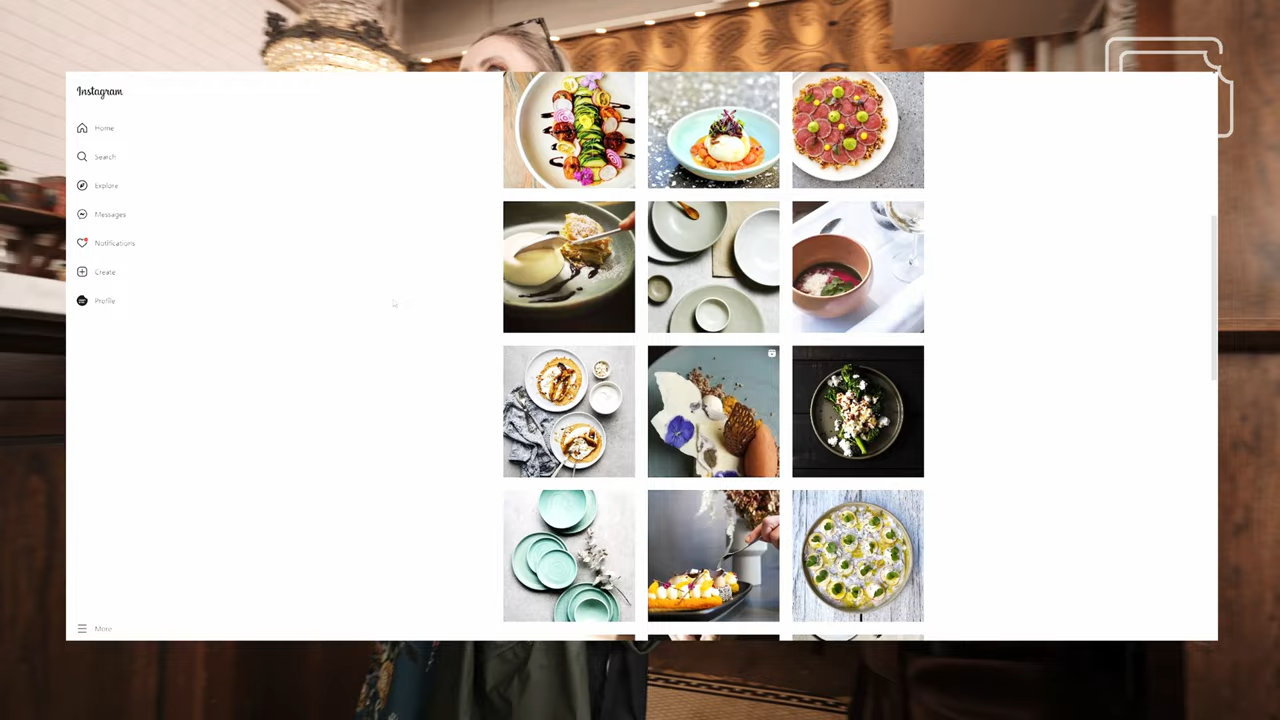 Instagram
Home
Search
Explore
Messages
Notifications
Create
Profile
More